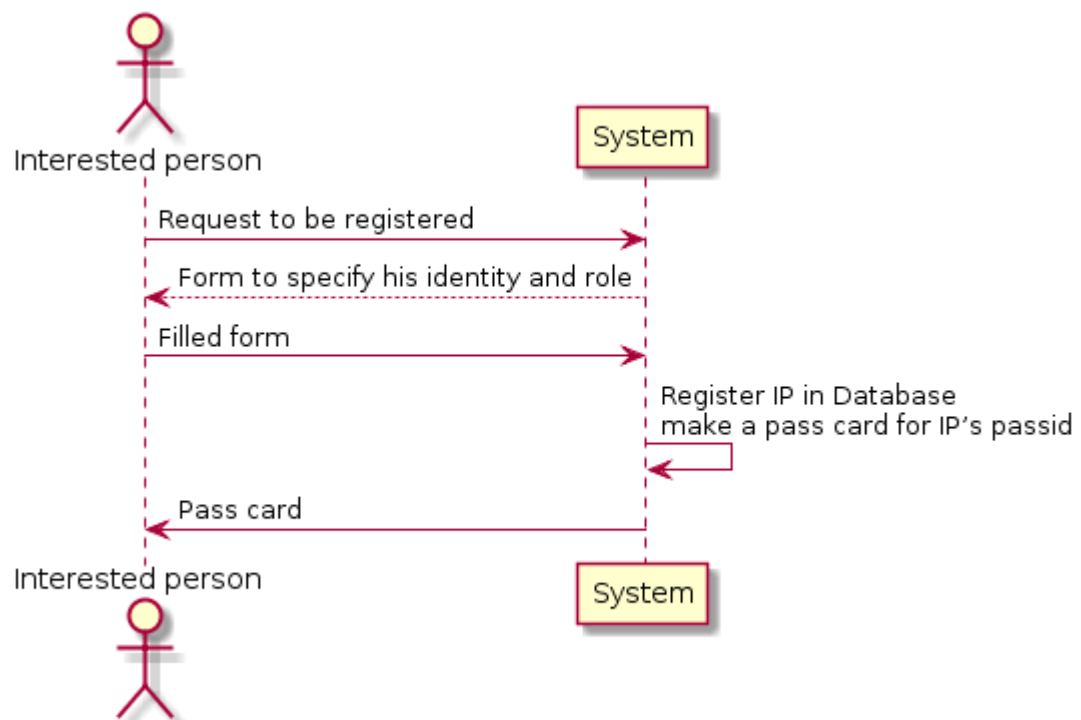 Interested person
System
Request to be registered
Form to specify his identity and role
Filled form
Register IP in Database
make a pass card for IP’s passid
Pass card
Interested person
System